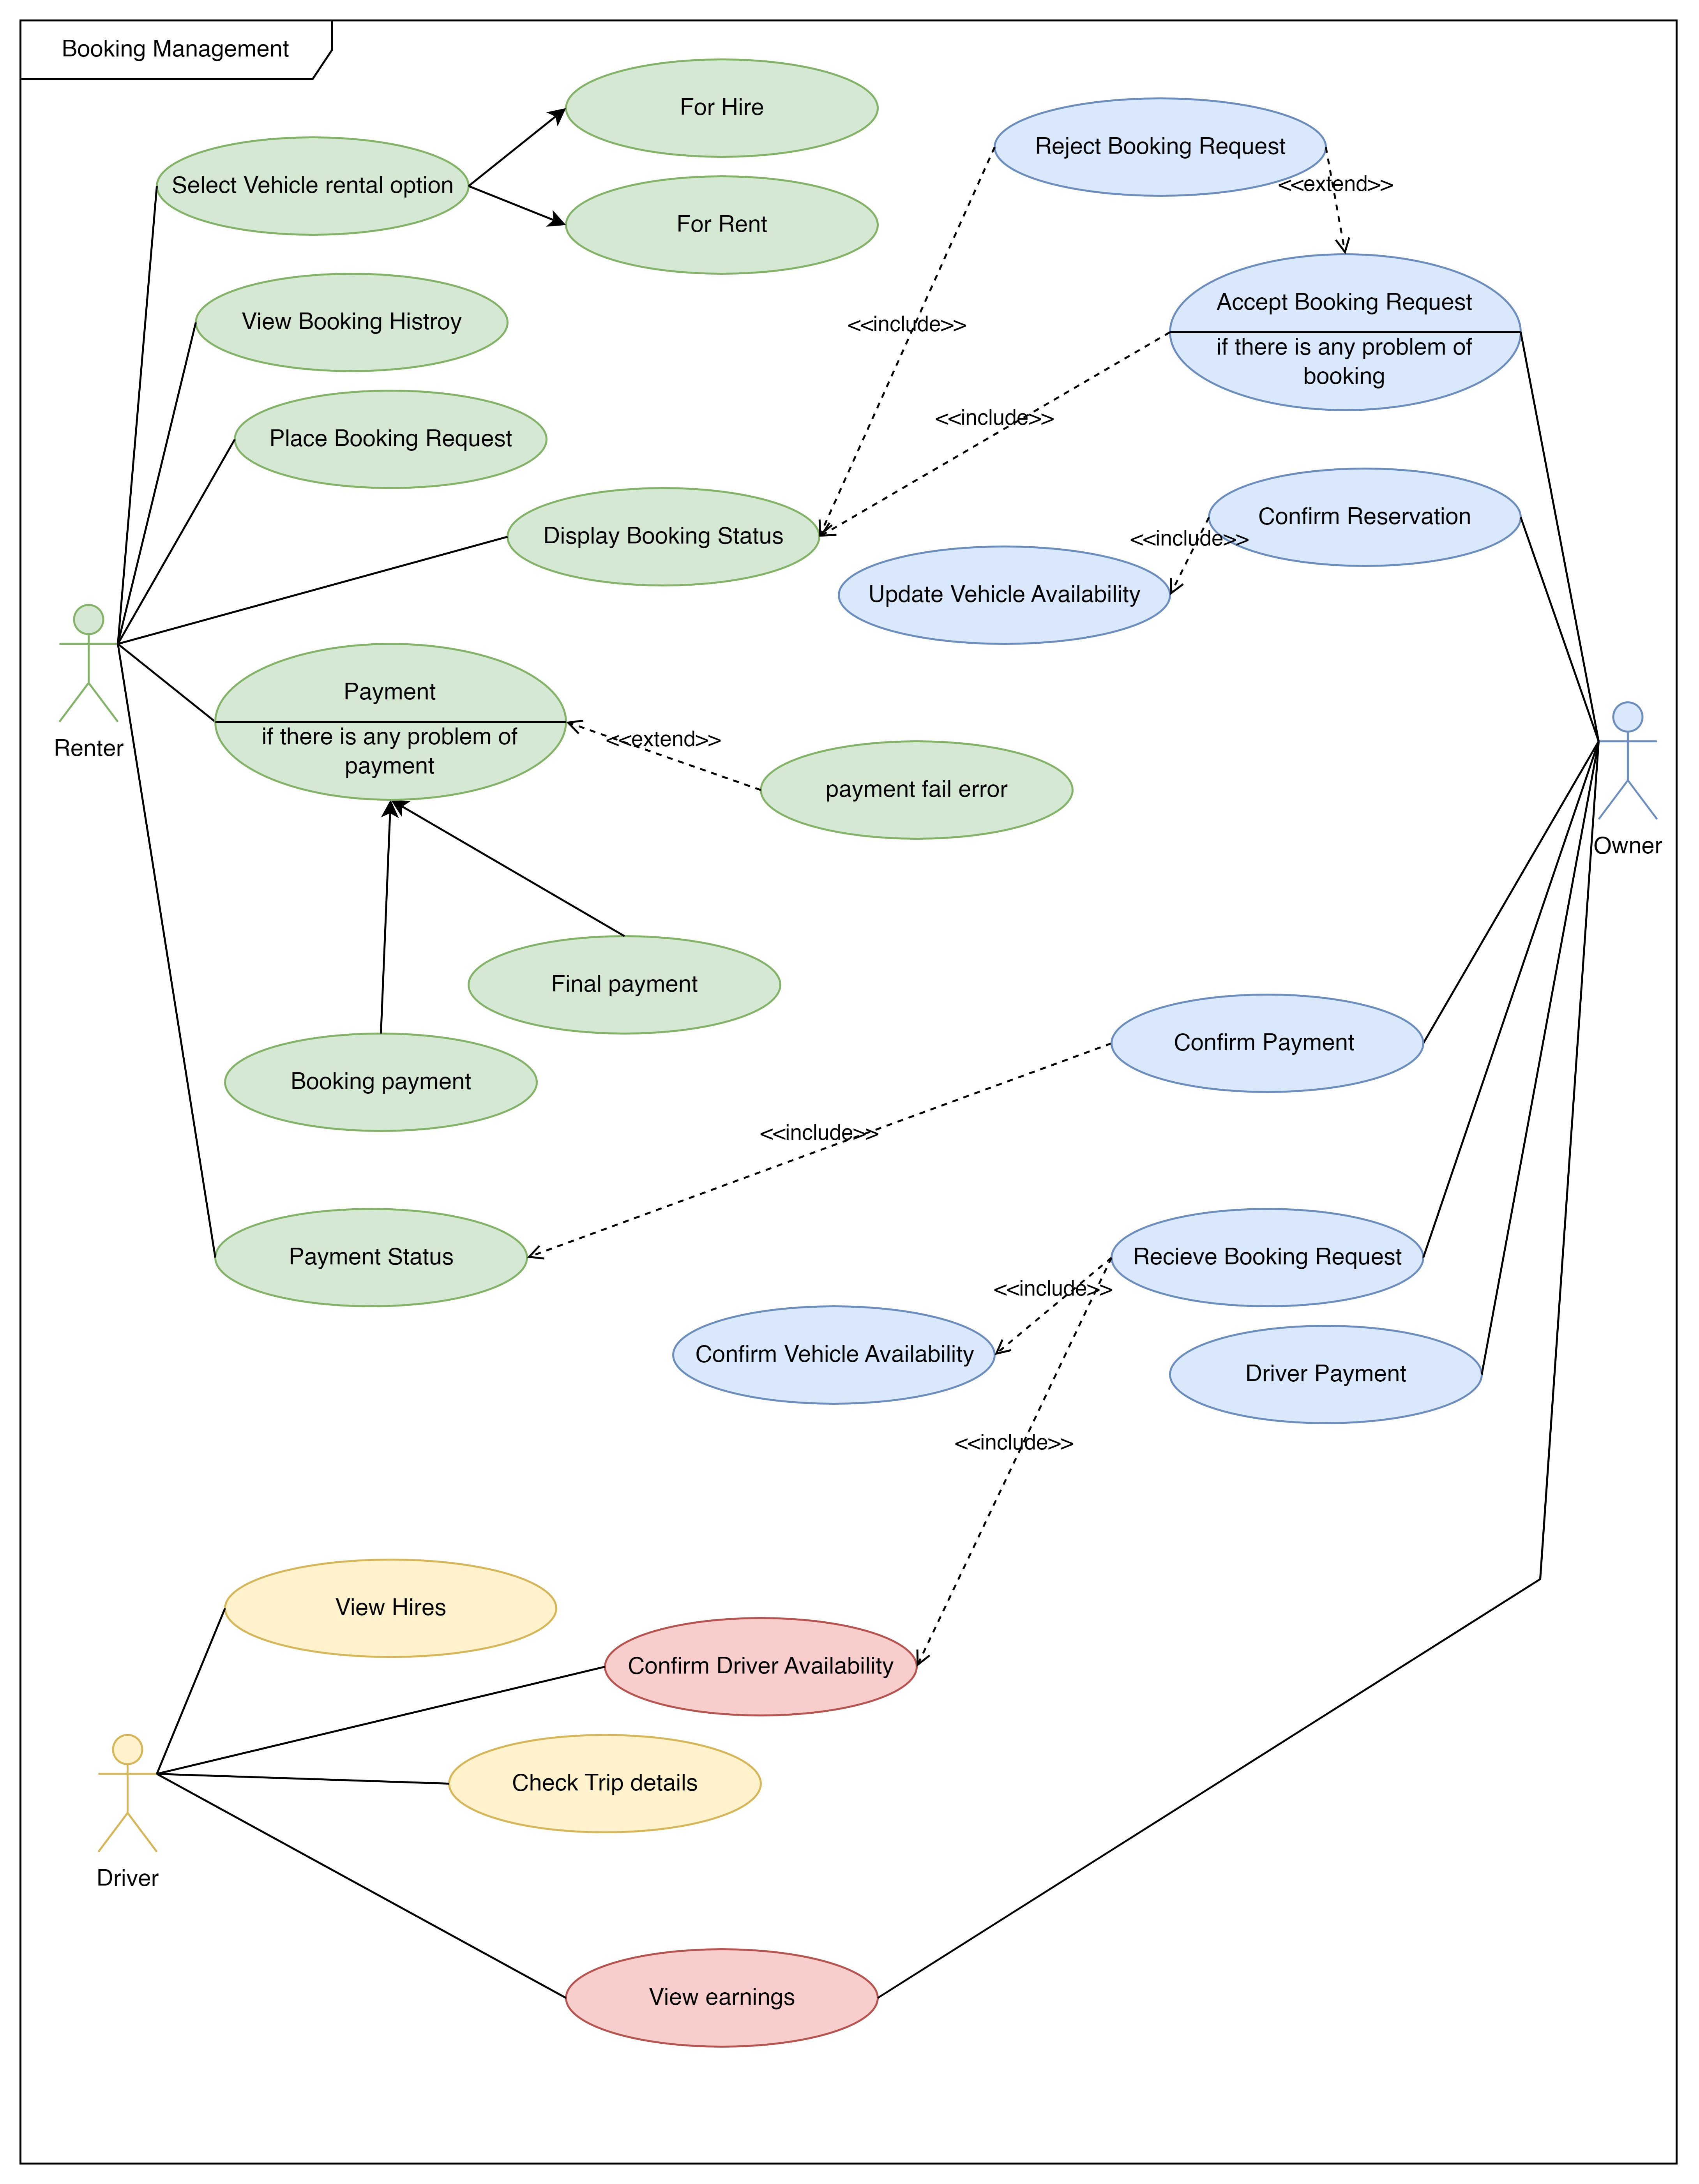 Booking Management
For Hire
Reject Booking Request
Select Vehicle rental option
<<extend>>
For Rent
Accept Booking Request
View Booking Histroy
<<include>>
if there is any problem of
booking
<<include>>
Place Booking Request
Confirm Reservation
Display Booking Status
<<include>>
Update Vehicle Availability
Payment
if there is any problem of
payment
<<extend>>
Renter
payment fail error
Owner
Final payment
Confirm Payment
Booking payment
<<include>>
Payment Status
Recieve Booking Request
<<include>>
Confirm Vehicle Availability
Driver Payment
<<include>>
View Hires
Confirm Driver Availability
Check Trip details
Driver
View earnings